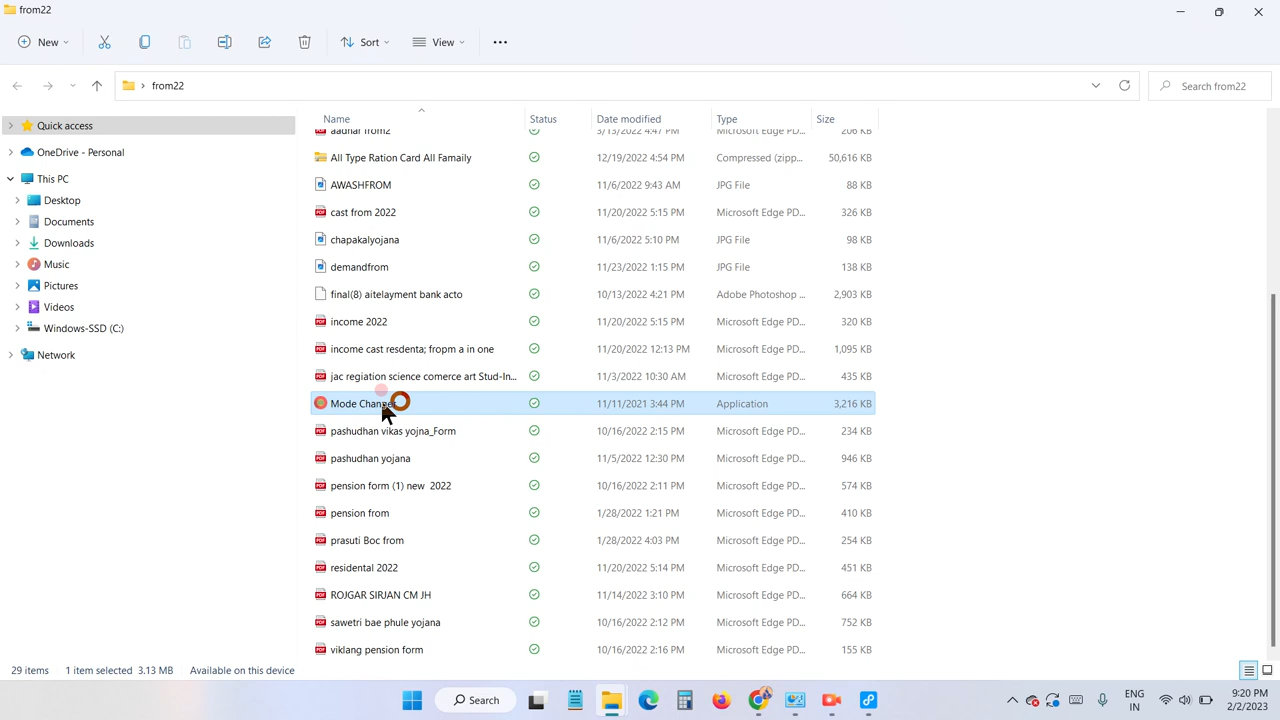 from22
New
Sort
View
from22
Search from22
Quick access
OneDrive - Personal
This PC
Desktop
Documents
Downloads
Music
Pictures
Videos
Windows-SSD (C:)
Network
Name Status Date modified Type Size
aadhar from2 3/13/2022 4:47 PM Microsoft Edge PD... 206 KB
All Type Ration Card All Famaily 12/19/2022 4:54 PM Compressed (zipp... 50,616 KB
AWASHFROM 11/6/2022 9:43 AM JPG File 88 KB
cast from 2022 11/20/2022 5:15 PM Microsoft Edge PD... 326 KB
chapakalyojana 11/6/2022 5:10 PM JPG File 98 KB
demandfrom 11/23/2022 1:15 PM JPG File 138 KB
final(8) aitelayment bank acto 10/13/2022 4:21 PM Adobe Photoshop ... 2,903 KB
income 2022 11/20/2022 5:15 PM Microsoft Edge PD... 320 KB
income cast resdenta; fropm a in one 11/20/2022 12:13 PM Microsoft Edge PD... 1,095 KB
jac regiation science comerce art Stud-In... 11/3/2022 10:30 AM Microsoft Edge PD... 435 KB
Mode Changer 11/11/2021 3:44 PM Application 3,216 KB
pashudhan vikas yojna_Form 10/16/2022 2:15 PM Microsoft Edge PD... 234 KB
pashudhan yojana 11/5/2022 12:30 PM Microsoft Edge PD... 946 KB
pension form (1) new 2022 10/16/2022 2:11 PM Microsoft Edge PD... 574 KB
pension from 1/28/2022 1:21 PM Microsoft Edge PD... 410 KB
prasuti Boc from 1/28/2022 4:03 PM Microsoft Edge PD... 254 KB
residental 2022 11/20/2022 5:14 PM Microsoft Edge PD... 451 KB
ROJGAR SIRJAN CM JH 11/14/2022 3:10 PM Microsoft Edge PD... 664 KB
sawetri bae phule yojana 10/16/2022 2:12 PM Microsoft Edge PD... 752 KB
viklang pension form 10/16/2022 2:16 PM Microsoft Edge PD... 155 KB
29 items 1 item selected 3.13 MB Available on this device
Search
ENG
IN
9:20 PM
2/2/2023